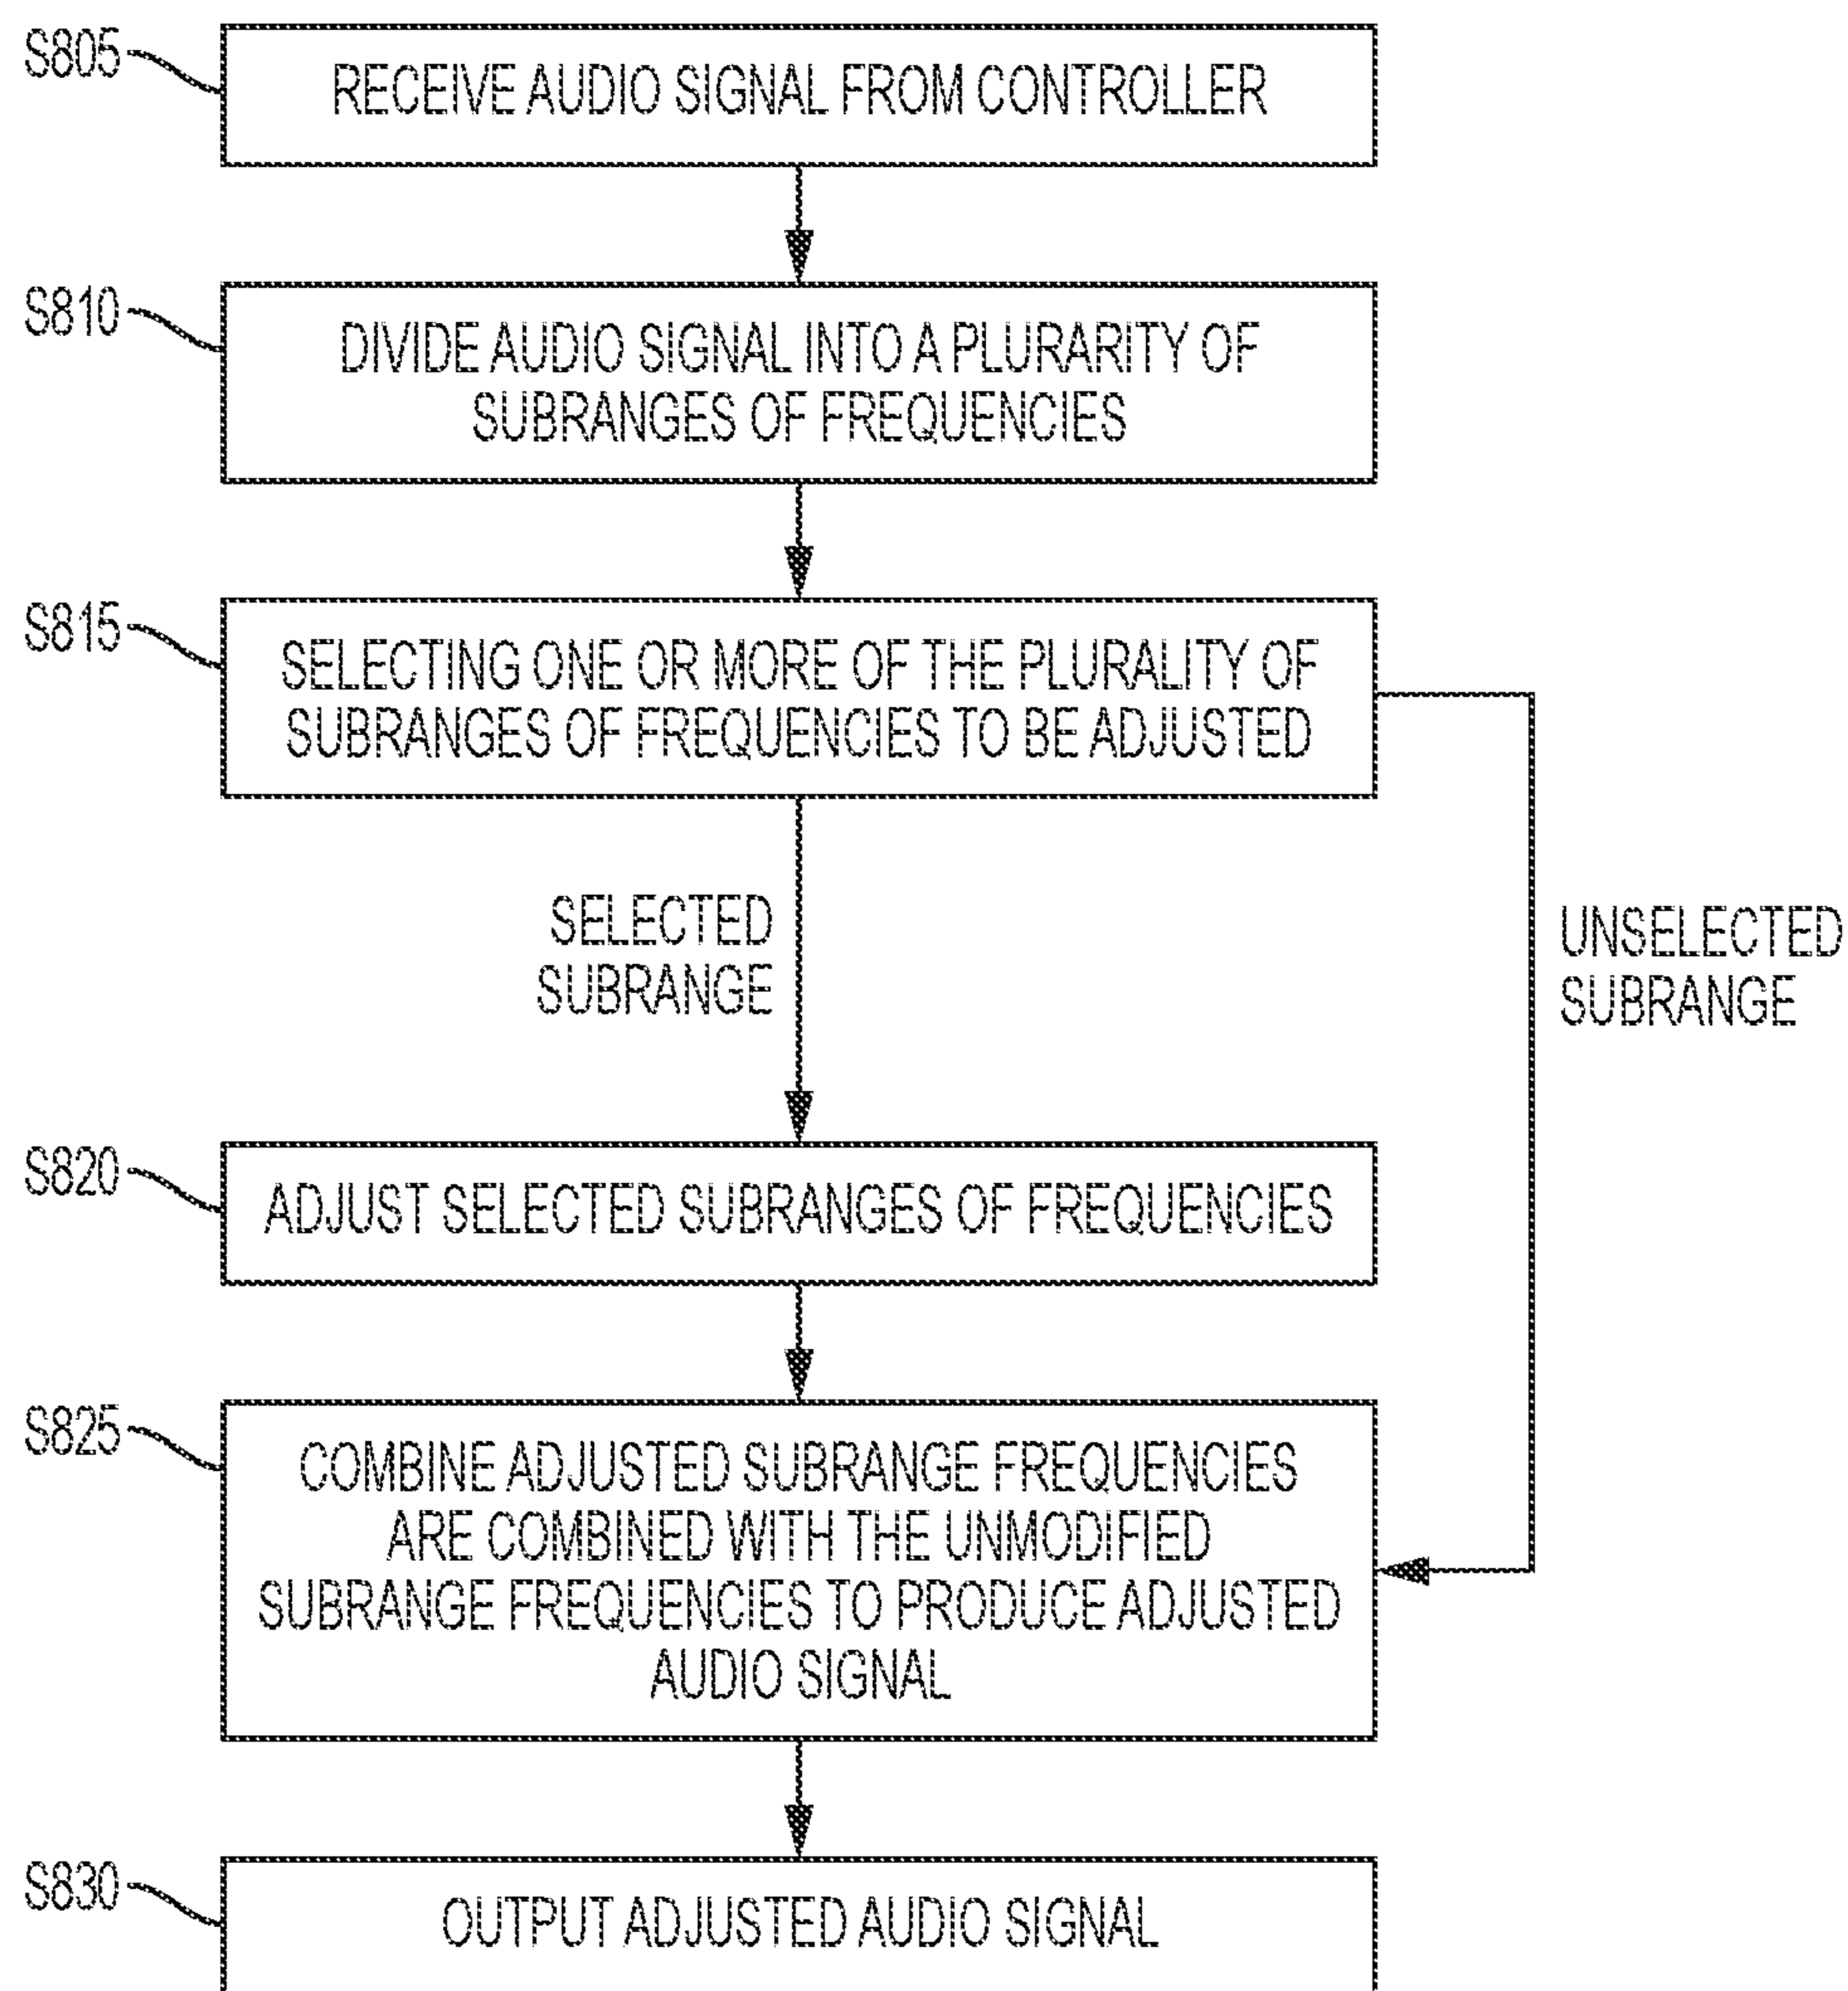 S805
RECEIVE AUDIO SIGNAL FROM CONTROLLER
S810
DIVIDE AUDIO SIGNAL INTO A PLURARITY OF
SUBRANGES OF FREQUENCIES
S815
SELECTING ONE OR MORE OF THE PLURALITY OF
SUBRANGES OF FREQUENCIES TO BE ADJUSTED
SELECTED
SUBRANGE
UNSELECTED
SUBRANGE
S820
ADJUST SELECTED SUBRANGES OF FREQUENCIES
S825
COMBINE ADJUSTED SUBRANGE FREQUENCIES
ARE COMBINED WITH THE UNMODIFIED
SUBRANGE FREQUENCIES TO PRODUCE ADJUSTED
AUDIO SIGNAL
S830
OUTPUT ADJUSTED AUDIO SIGNAL